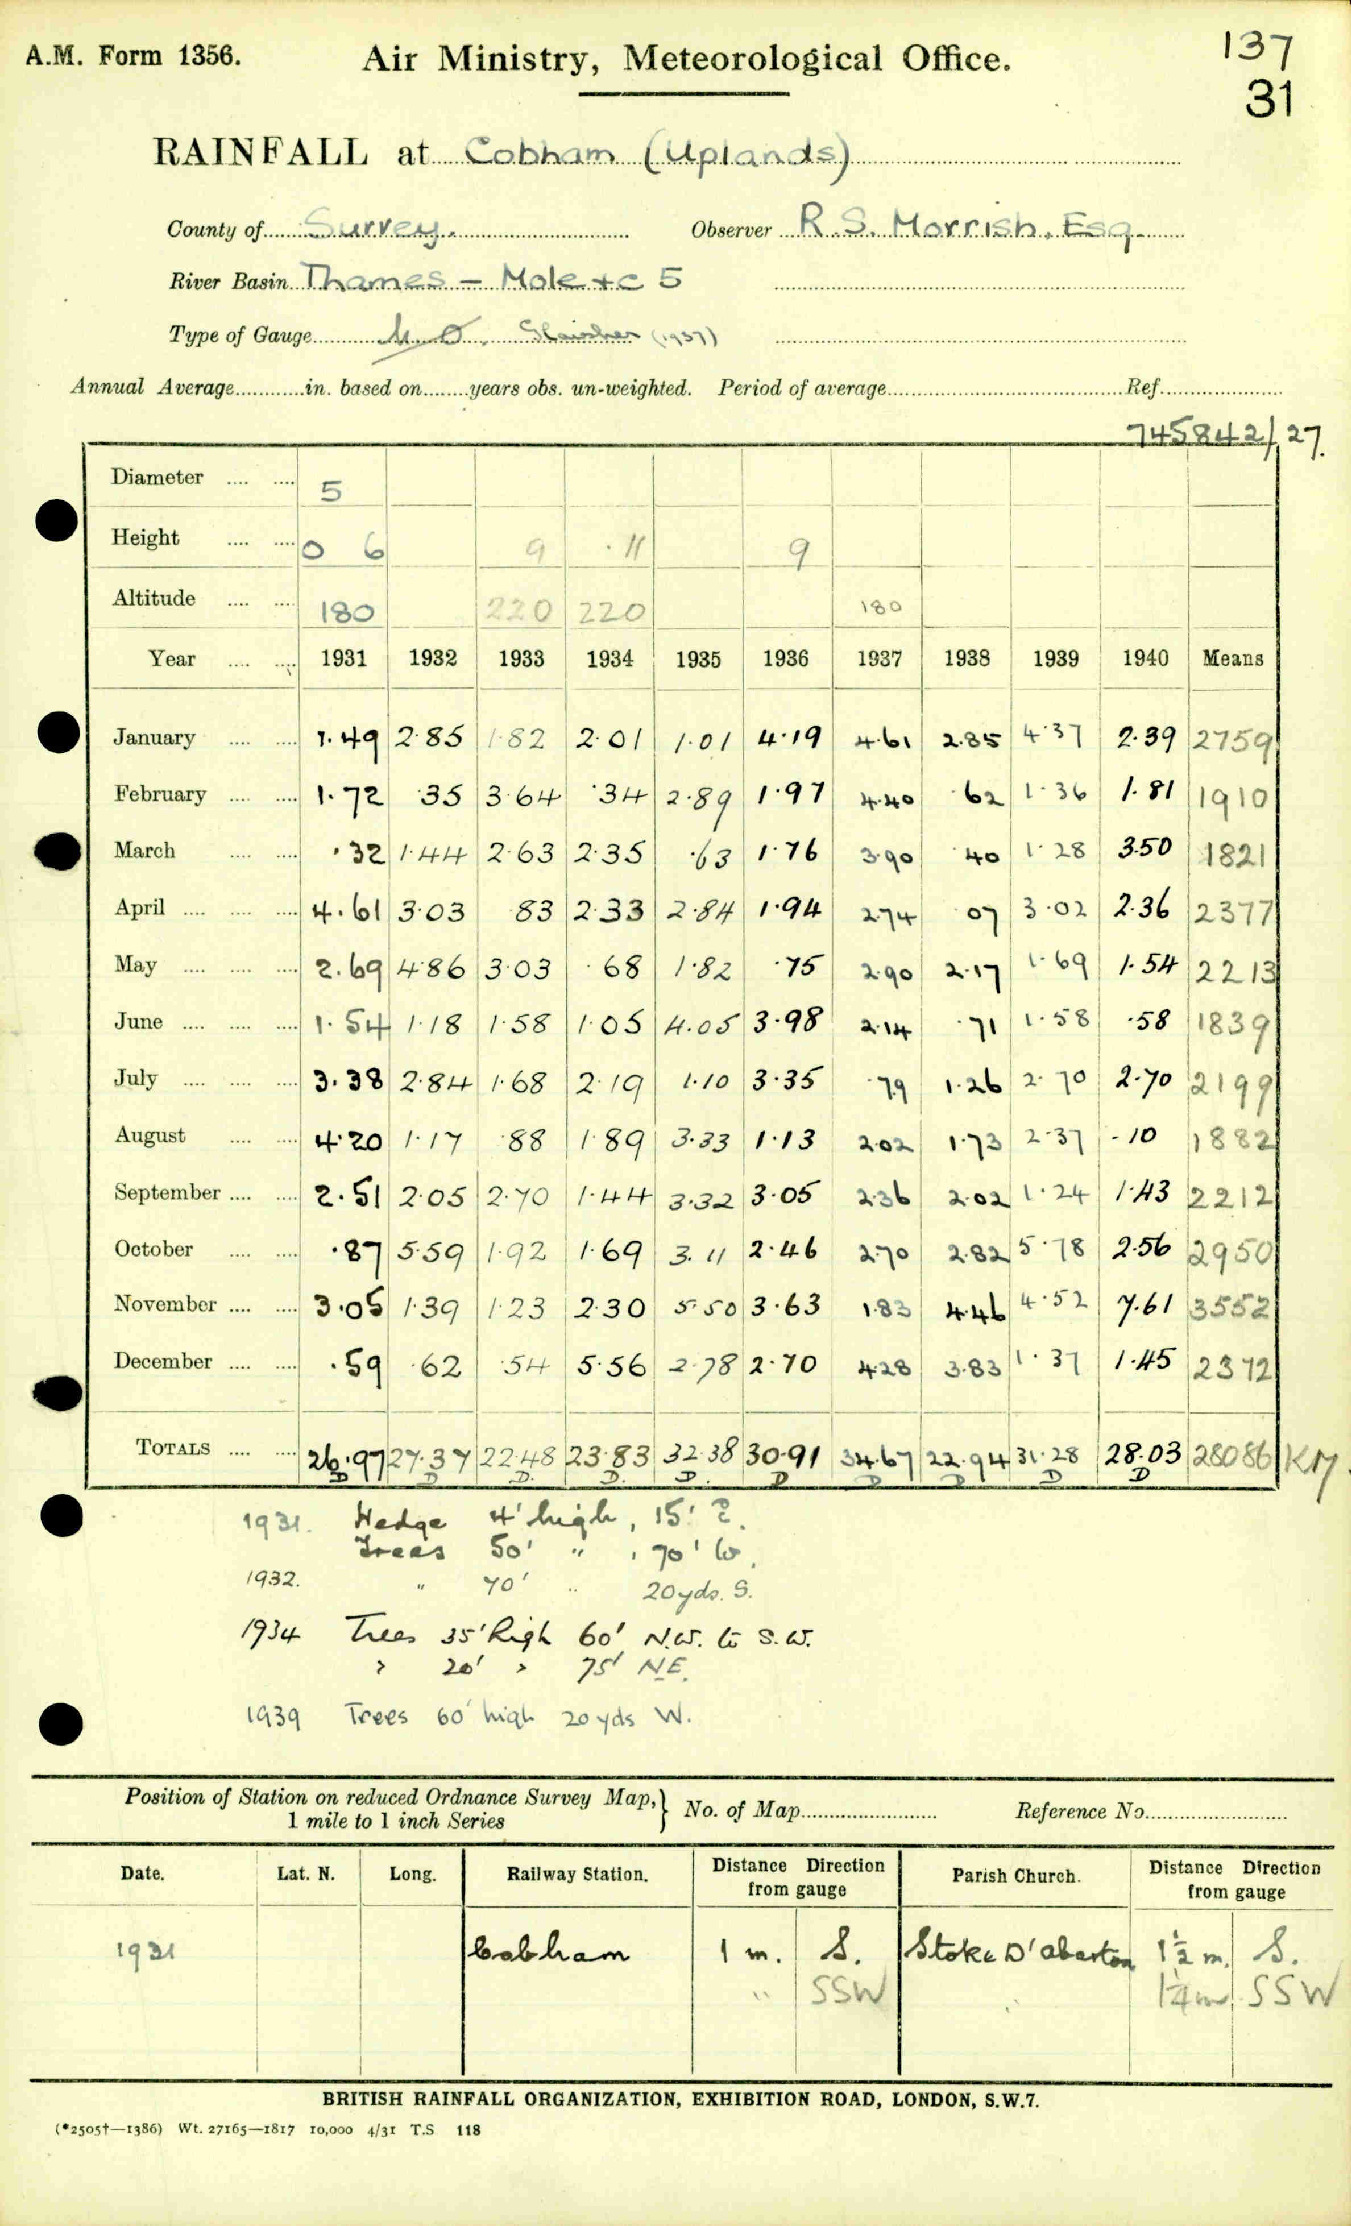 A.M. Form 1356. Air Ministry, Meteorological Office. 137
31
RAINFALL at Cobham (Uplands)
County of Surrey. Observer R.S. Morrish. Esq
River Basin Thames – Mole +c 5
Type of Gauge M.O. Glaisher (1937)
Annual Average in. based on years obs. un-weighted. Period of average Ref.
745842/27.
Diameter 5
Height 0 6 9 .11 9
Altitude 180 220 220 180
Year 1931 1932 1933 1934 1935 1936 1937 1938 1939 1940 Means
January 1.49 2.85 1.82 2.01 1.01 4.19 4.61 2.85 4.37 2.39 2759
February 1.72 .35 3.64 .34 2.89 1.97 4.40 .62 1.36 1.81 1910
March .32 1.44 2.63 2.35 .63 1.76 3.90 .40 1.28 3.50 1821
April 4.61 3.03 83 2.33 2.84 1.94 2.74 07 3.02 2.36 2377
May 2.69 4.86 3.03 .68 1.82 .75 2.90 2.17 1.69 1.54 2213
June 1.54 1.18 1.58 1.05 4.05 3.98 2.14 .71 1.58 .58 1839
July 3.38 2.84 1.68 2.19 1.10 3.35 .79 1.26 2.70 2.70 2199
August 4.20 1.17 .88 1.89 3.33 1.13 2.02 1.73 2.37 .10 1882
September 2.51 2.05 2.70 1.44 3.32 3.05 2.36 2.02 1.24 1.43 2212
October .87 5.59 1.92 1.69 3.11 2.46 2.70 2.82 5.78 2.56 2950
November 3.05 1.39 1.23 2.30 5.50 3.63 1.83 4.46 4.52 7.61 3552
December .59 .62 .54 5.56 2.78 2.70 4.28 3.83 1.37 1.45 2372
TOTALS 26.97 27.37 22.48 23.83 32.38 30.91 34.67 22.94 31.28 28.03 28086 KM
D D D. D. D. D D D D D
1931. Hedge 4' high, 15' E.
Trees 50' " , 70' W.
1932. " 70' " 20yds. S.
1934 Trees 35' high 60' N.W. to S.W.
" 20' " 75' N.E.
1939 Trees 60' high 20yds W.
Position of Station on reduced Ordnance Survey Map, } No. of Map Reference No.
1 mile to 1 inch Series
Date. Lat. N. Long. Railway Station. Distance Direction from gauge Parish Church. Distance Direction from gauge
1931 Cobham 1 m. S. Stoke D'abarton 1½ m. S.
" SSW " 1¼m SSW
BRITISH RAINFALL ORGANIZATION, EXHIBITION ROAD, LONDON, S.W.7.
(*2505†—1386) Wt. 27165—1817 10,000 4/31 T.S 118